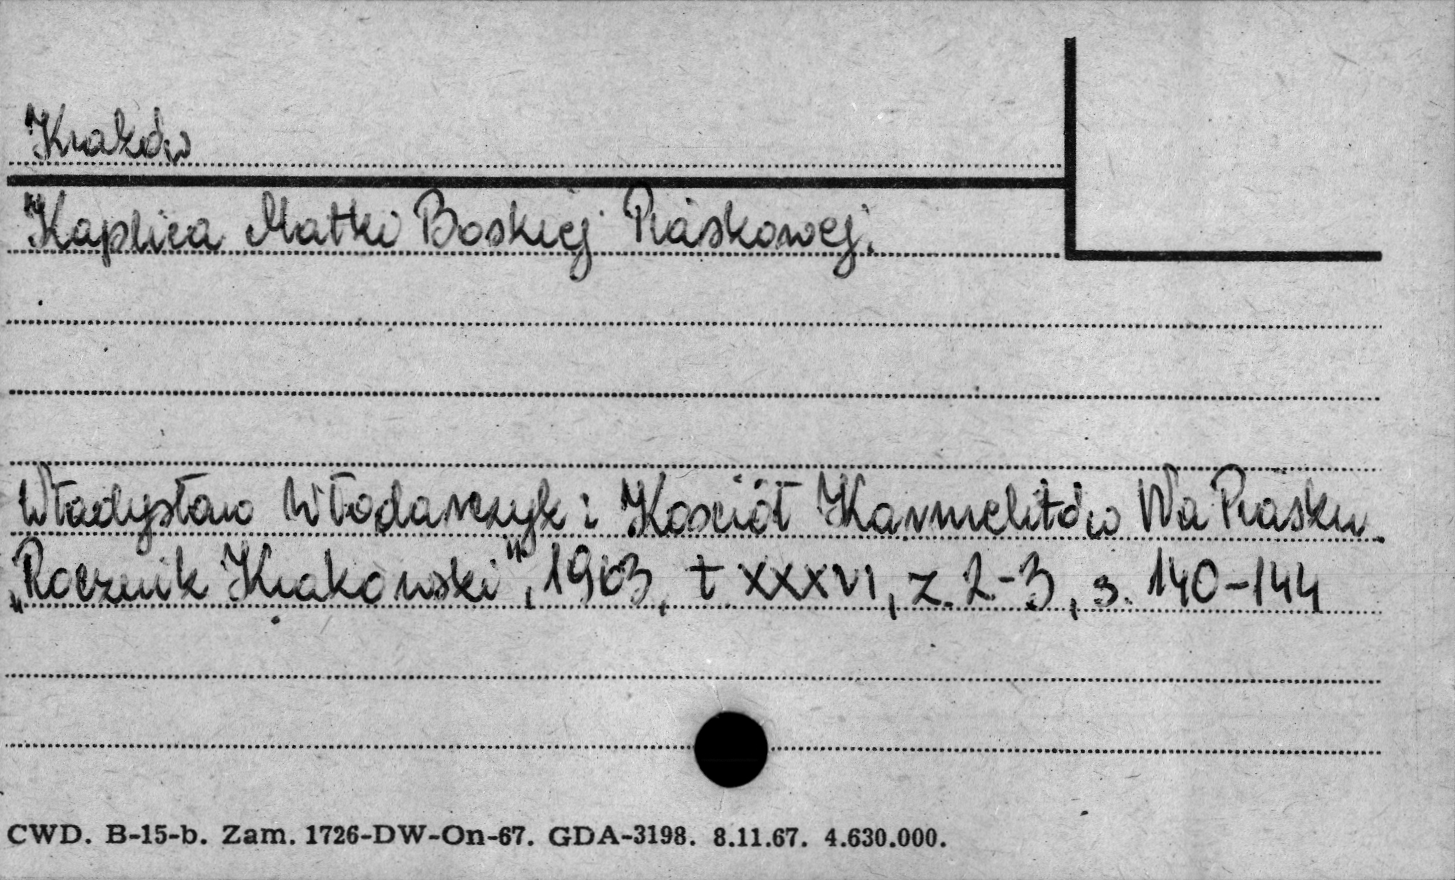 Kraków
Kaplica Matki Boskiej Piaskowej.
Władysław Włodarczyk: Kościół Karmelitów Na Piasku.
„Rocznik Krakowski", 1963, t. XXXVI, z. 2-3, s. 140-144
CWD. B-15-b. Zam. 1726-DW-On-67. GDA-3198. 8.11.67. 4.630.000.